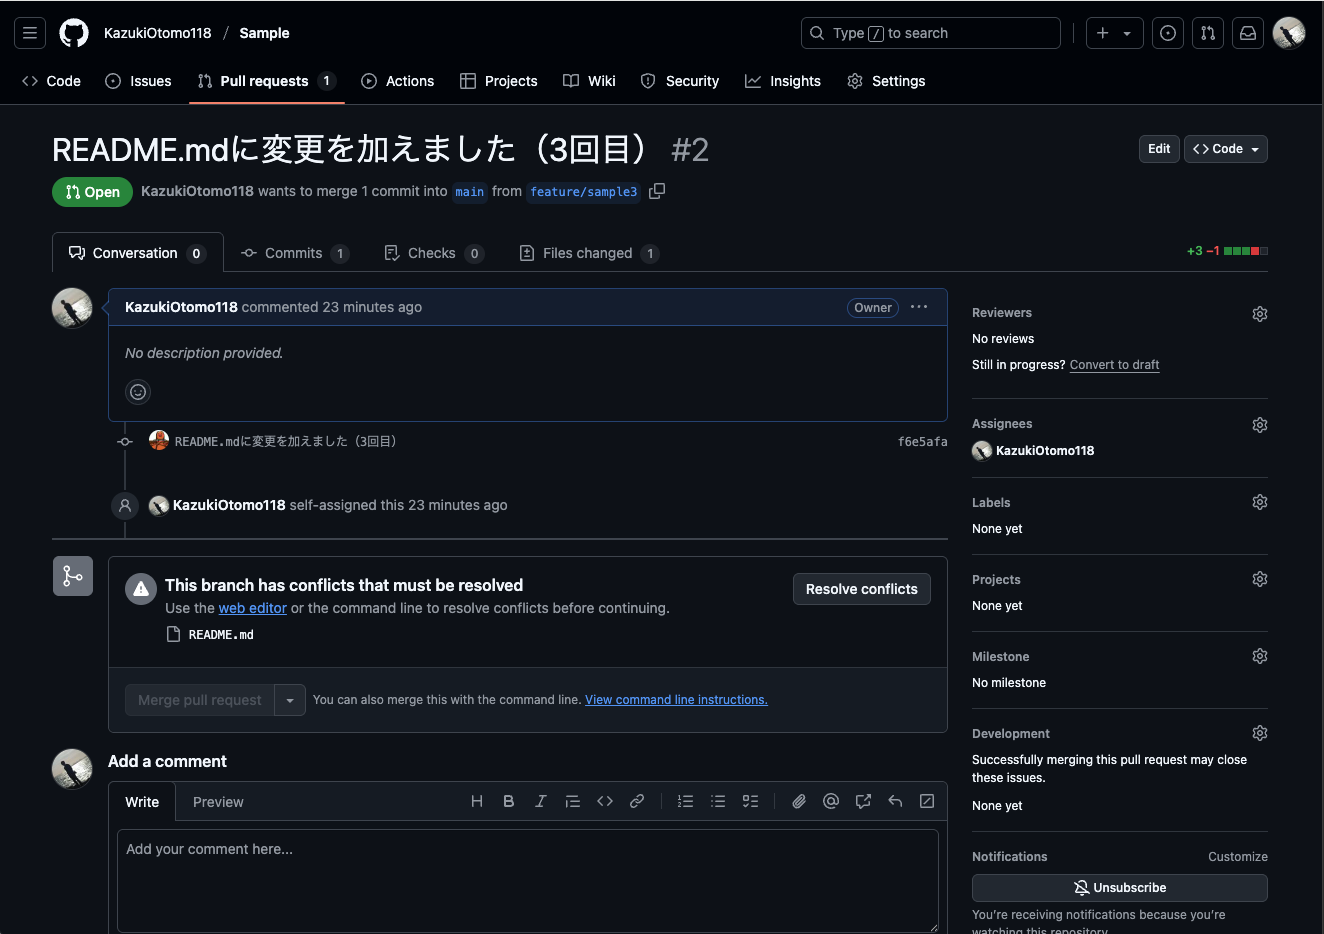 KazukiOtomo118 / Sample
Type / to search
Code Issues Pull requests 1 Actions Projects Wiki Security Insights Settings
README.mdに変更を加えました（3回目） #2
Edit
Code
Open KazukiOtomo118 wants to merge 1 commit into main from feature/sample3
Conversation 0 Commits 1 Checks 0 Files changed 1
+3 −1
KazukiOtomo118 commented 23 minutes ago
Owner
No description provided.
README.mdに変更を加えました（3回目）
f6e5afa
KazukiOtomo118 self-assigned this 23 minutes ago
This branch has conflicts that must be resolved
Use the web editor or the command line to resolve conflicts before continuing.
README.md
Resolve conflicts
Merge pull request
You can also merge this with the command line. View command line instructions.
Add a comment
Write Preview
Add your comment here...
Reviewers
No reviews
Still in progress? Convert to draft
Assignees
KazukiOtomo118
Labels
None yet
Projects
None yet
Milestone
No milestone
Development
Successfully merging this pull request may close
these issues.
None yet
Notifications
Customize
Unsubscribe
You're receiving notifications because you're
watching this repository.